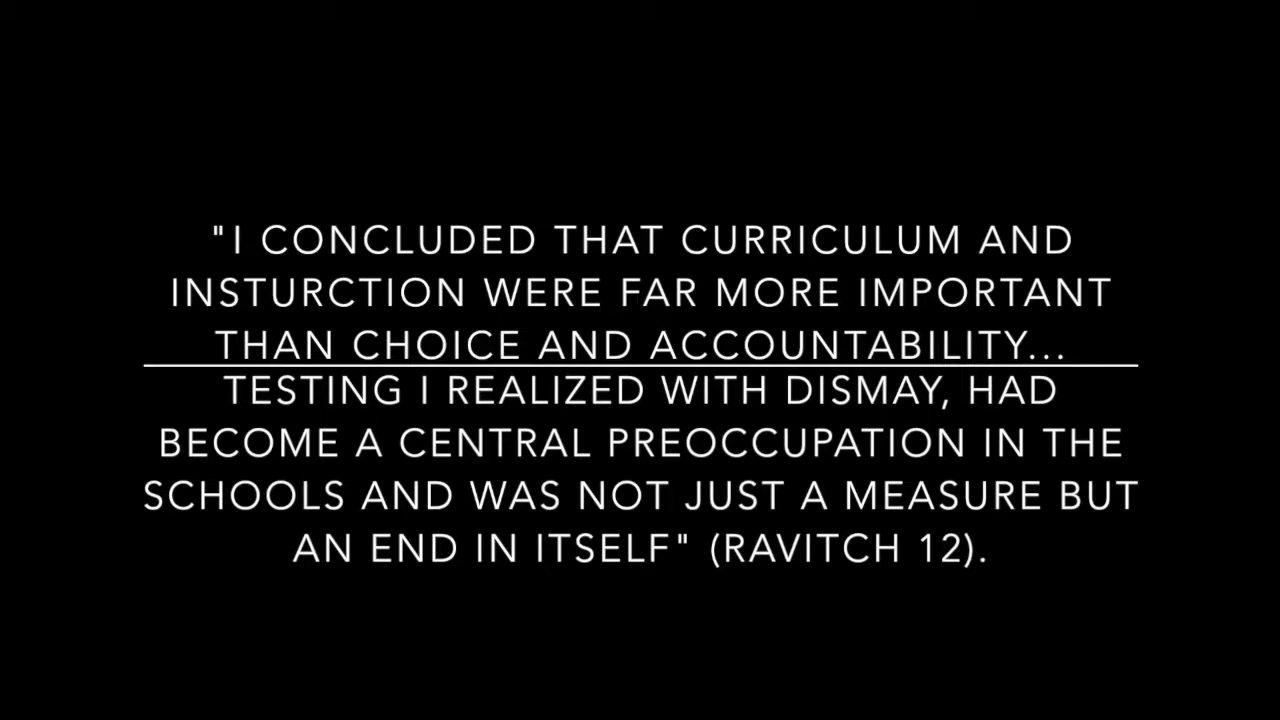 "I CONCLUDED THAT CURRICULUM AND
INSTURCTION WERE FAR MORE IMPORTANT
THAN CHOICE AND ACCOUNTABILITY...
TESTING I REALIZED WITH DISMAY, HAD
BECOME A CENTRAL PREOCCUPATION IN THE
SCHOOLS AND WAS NOT JUST A MEASURE BUT
AN END IN ITSELF" (RAVITCH 12).